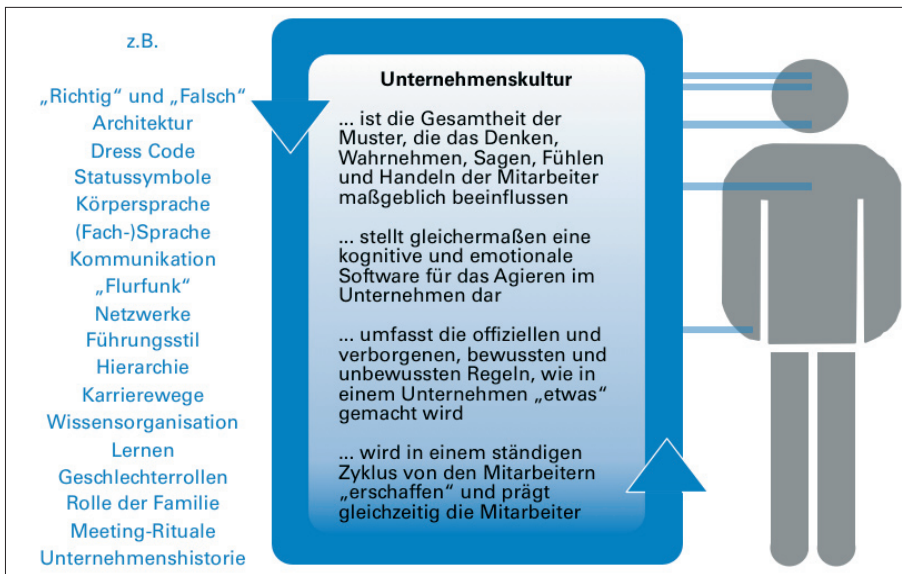 z.B.
„Richtig“ und „Falsch“
Architektur
Dress Code
Statussymbole
Körpersprache
(Fach-)Sprache
Kommunikation
„Flurfunk“
Netzwerke
Führungsstil
Hierarchie
Karrierewege
Wissensorganisation
Lernen
Geschlechterrollen
Rolle der Familie
Meeting-Rituale
Unternehmenshistorie
Unternehmenskultur
... ist die Gesamtheit der
Muster, die das Denken,
Wahrnehmen, Sagen, Fühlen
und Handeln der Mitarbeiter
maßgeblich beeinflussen
... stellt gleichermaßen eine
kognitive und emotionale
Software für das Agieren im
Unternehmen dar
... umfasst die offiziellen und
verborgenen, bewussten und
unbewussten Regeln, wie in
einem Unternehmen „etwas“
gemacht wird
... wird in einem ständigen
Zyklus von den Mitarbeitern
„erschaffen“ und prägt
gleichzeitig die Mitarbeiter